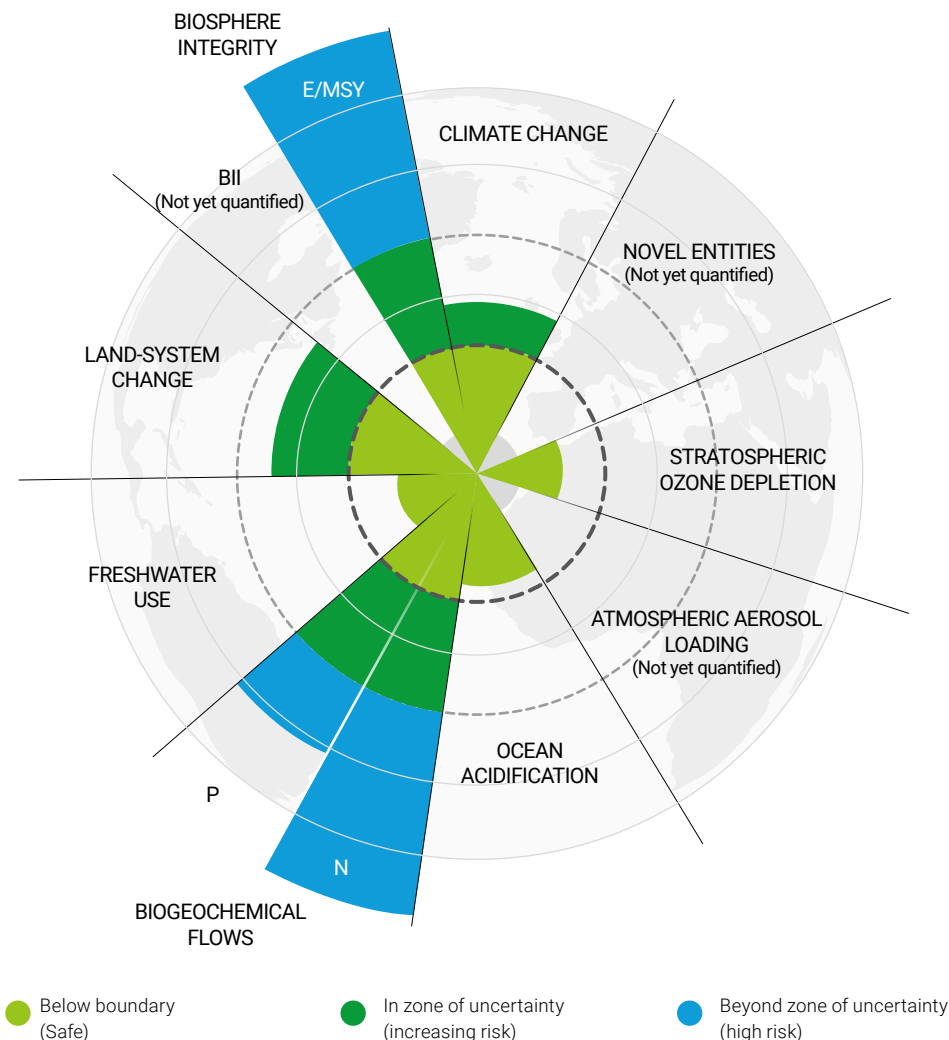 BIOSPHERE
INTEGRITY
E/MSY
CLIMATE CHANGE
BII
(Not yet quantified)
NOVEL ENTITIES
(Not yet quantified)
LAND-SYSTEM
CHANGE
STRATOSPHERIC
OZONE DEPLETION
FRESHWATER
USE
ATMOSPHERIC AEROSOL
LOADING
(Not yet quantified)
OCEAN
ACIDIFICATION
P
N
BIOGEOCHEMICAL
FLOWS
Below boundary
(Safe)
In zone of uncertainty
(increasing risk)
Beyond zone of uncertainty
(high risk)